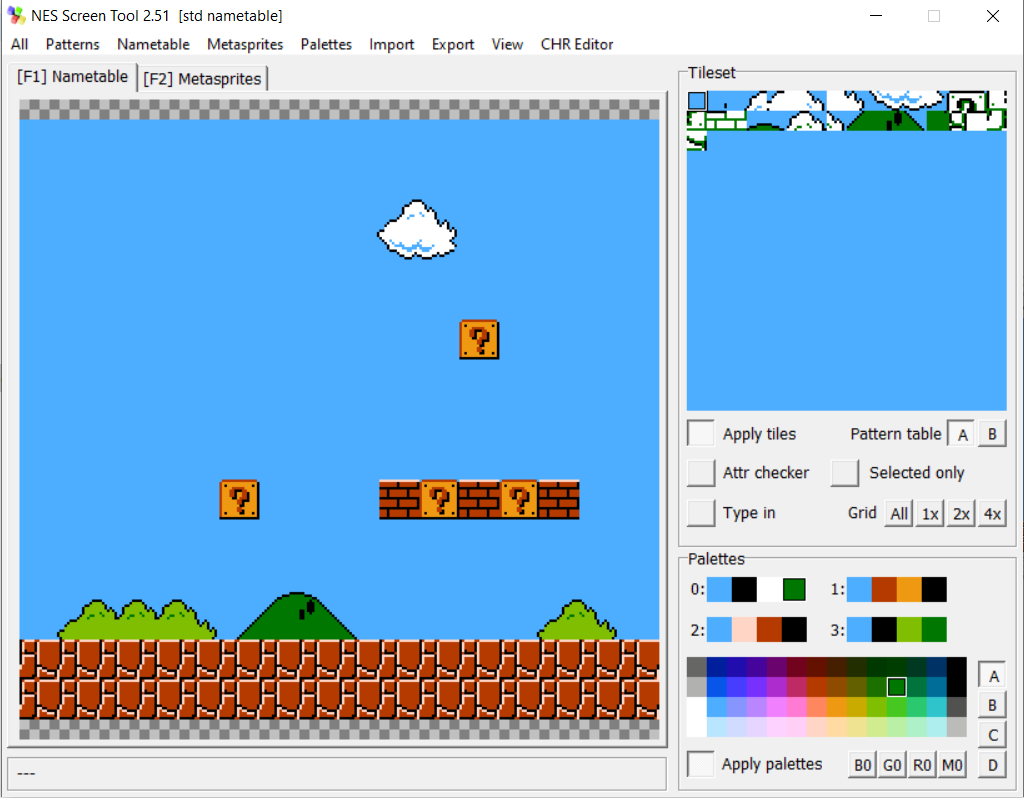 NES Screen Tool 2.51 [std nametable]
All Patterns Nametable Metasprites Palettes Import Export View CHR Editor
[F1] Nametable [F2] Metasprites
Tileset
?
?
?
?
Apply tiles Pattern table A B
Attr checker Selected only
Type in Grid All 1x 2x 4x
Palettes
0: 1:
2: 3:
A
B
C
Apply palettes B0 G0 R0 M0 D
---